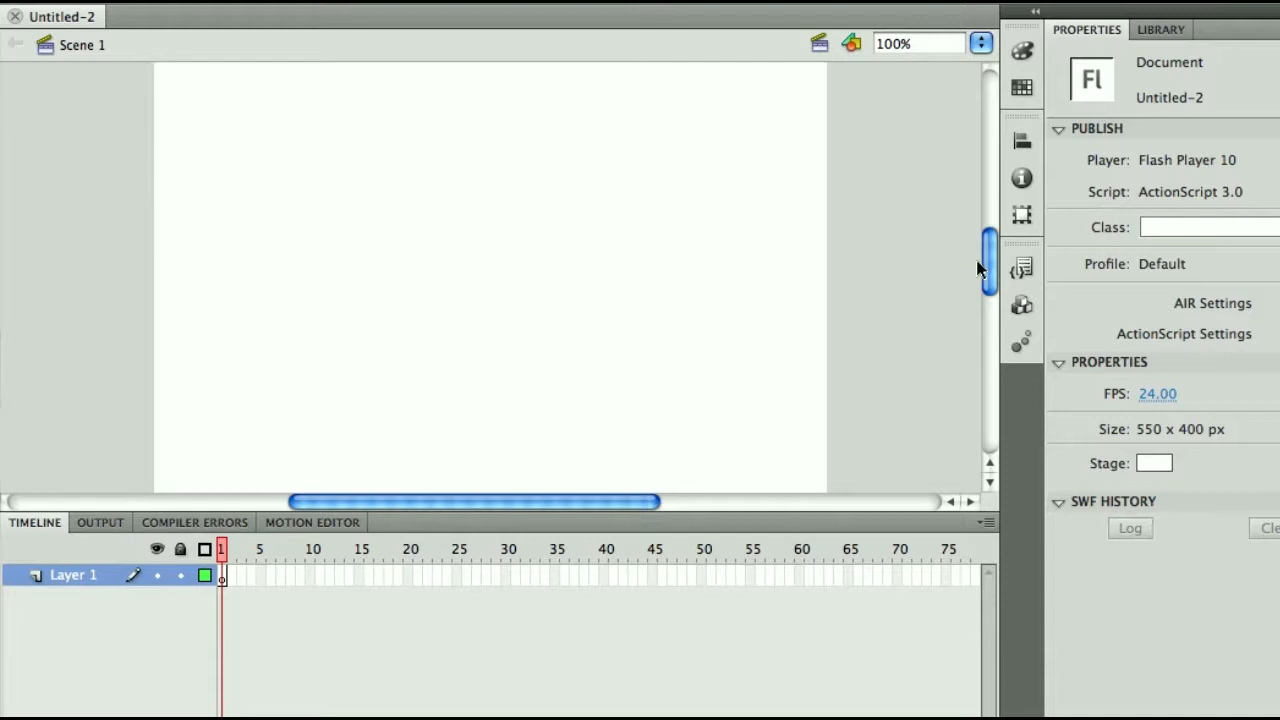 Untitled-2
Scene 1
100%
PROPERTIES LIBRARY
Fl
Document
Untitled-2
PUBLISH
Player: Flash Player 10
Script: ActionScript 3.0
Class:
Profile: Default
AIR Settings
ActionScript Settings
PROPERTIES
FPS: 24.00
Size: 550 x 400 px
Stage:
SWF HISTORY
Log Cle
TIMELINE OUTPUT COMPILER ERRORS MOTION EDITOR
1 5 10 15 20 25 30 35 40 45 50 55 60 65 70 75
Layer 1